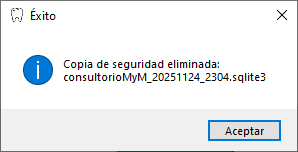 Éxito
Copia de seguridad eliminada:
consultorioMyM_20251124_2304.sqlite3
Aceptar